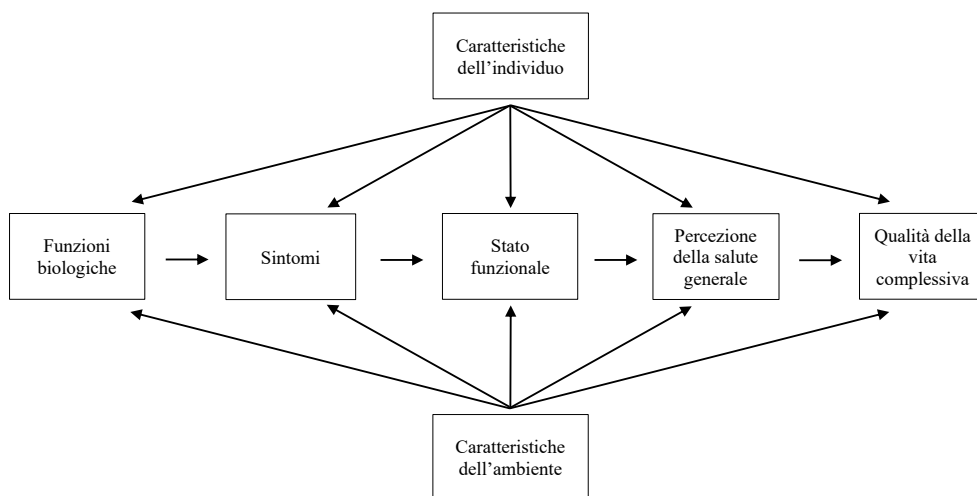 Caratteristiche
dell’individuo
Funzioni
biologiche
Sintomi
Stato
funzionale
Percezione
della salute
generale
Qualità della
vita
complessiva
Caratteristiche
dell’ambiente